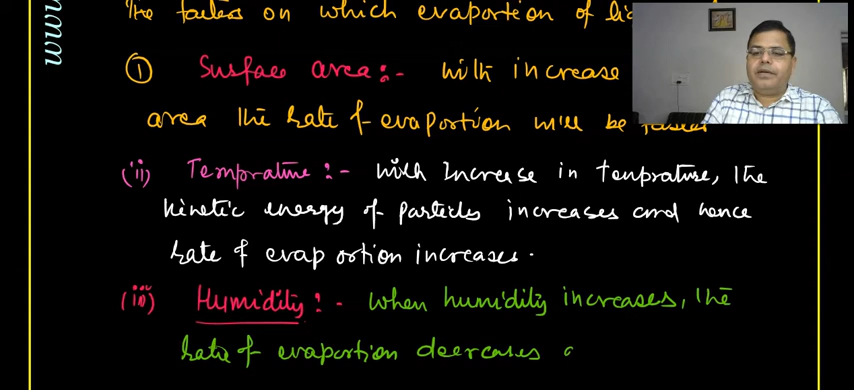 The factors on which evaportion of
① Surface area :- with increase
area the rate of evaportion will be faster
(ii) Temprature :- with Increase in temprature, the
kinetic energy of particles increases and hence
rate of evaportion increases.
(iii) Humidity :- when humidity increases, the
rate of evaportion decreases
www